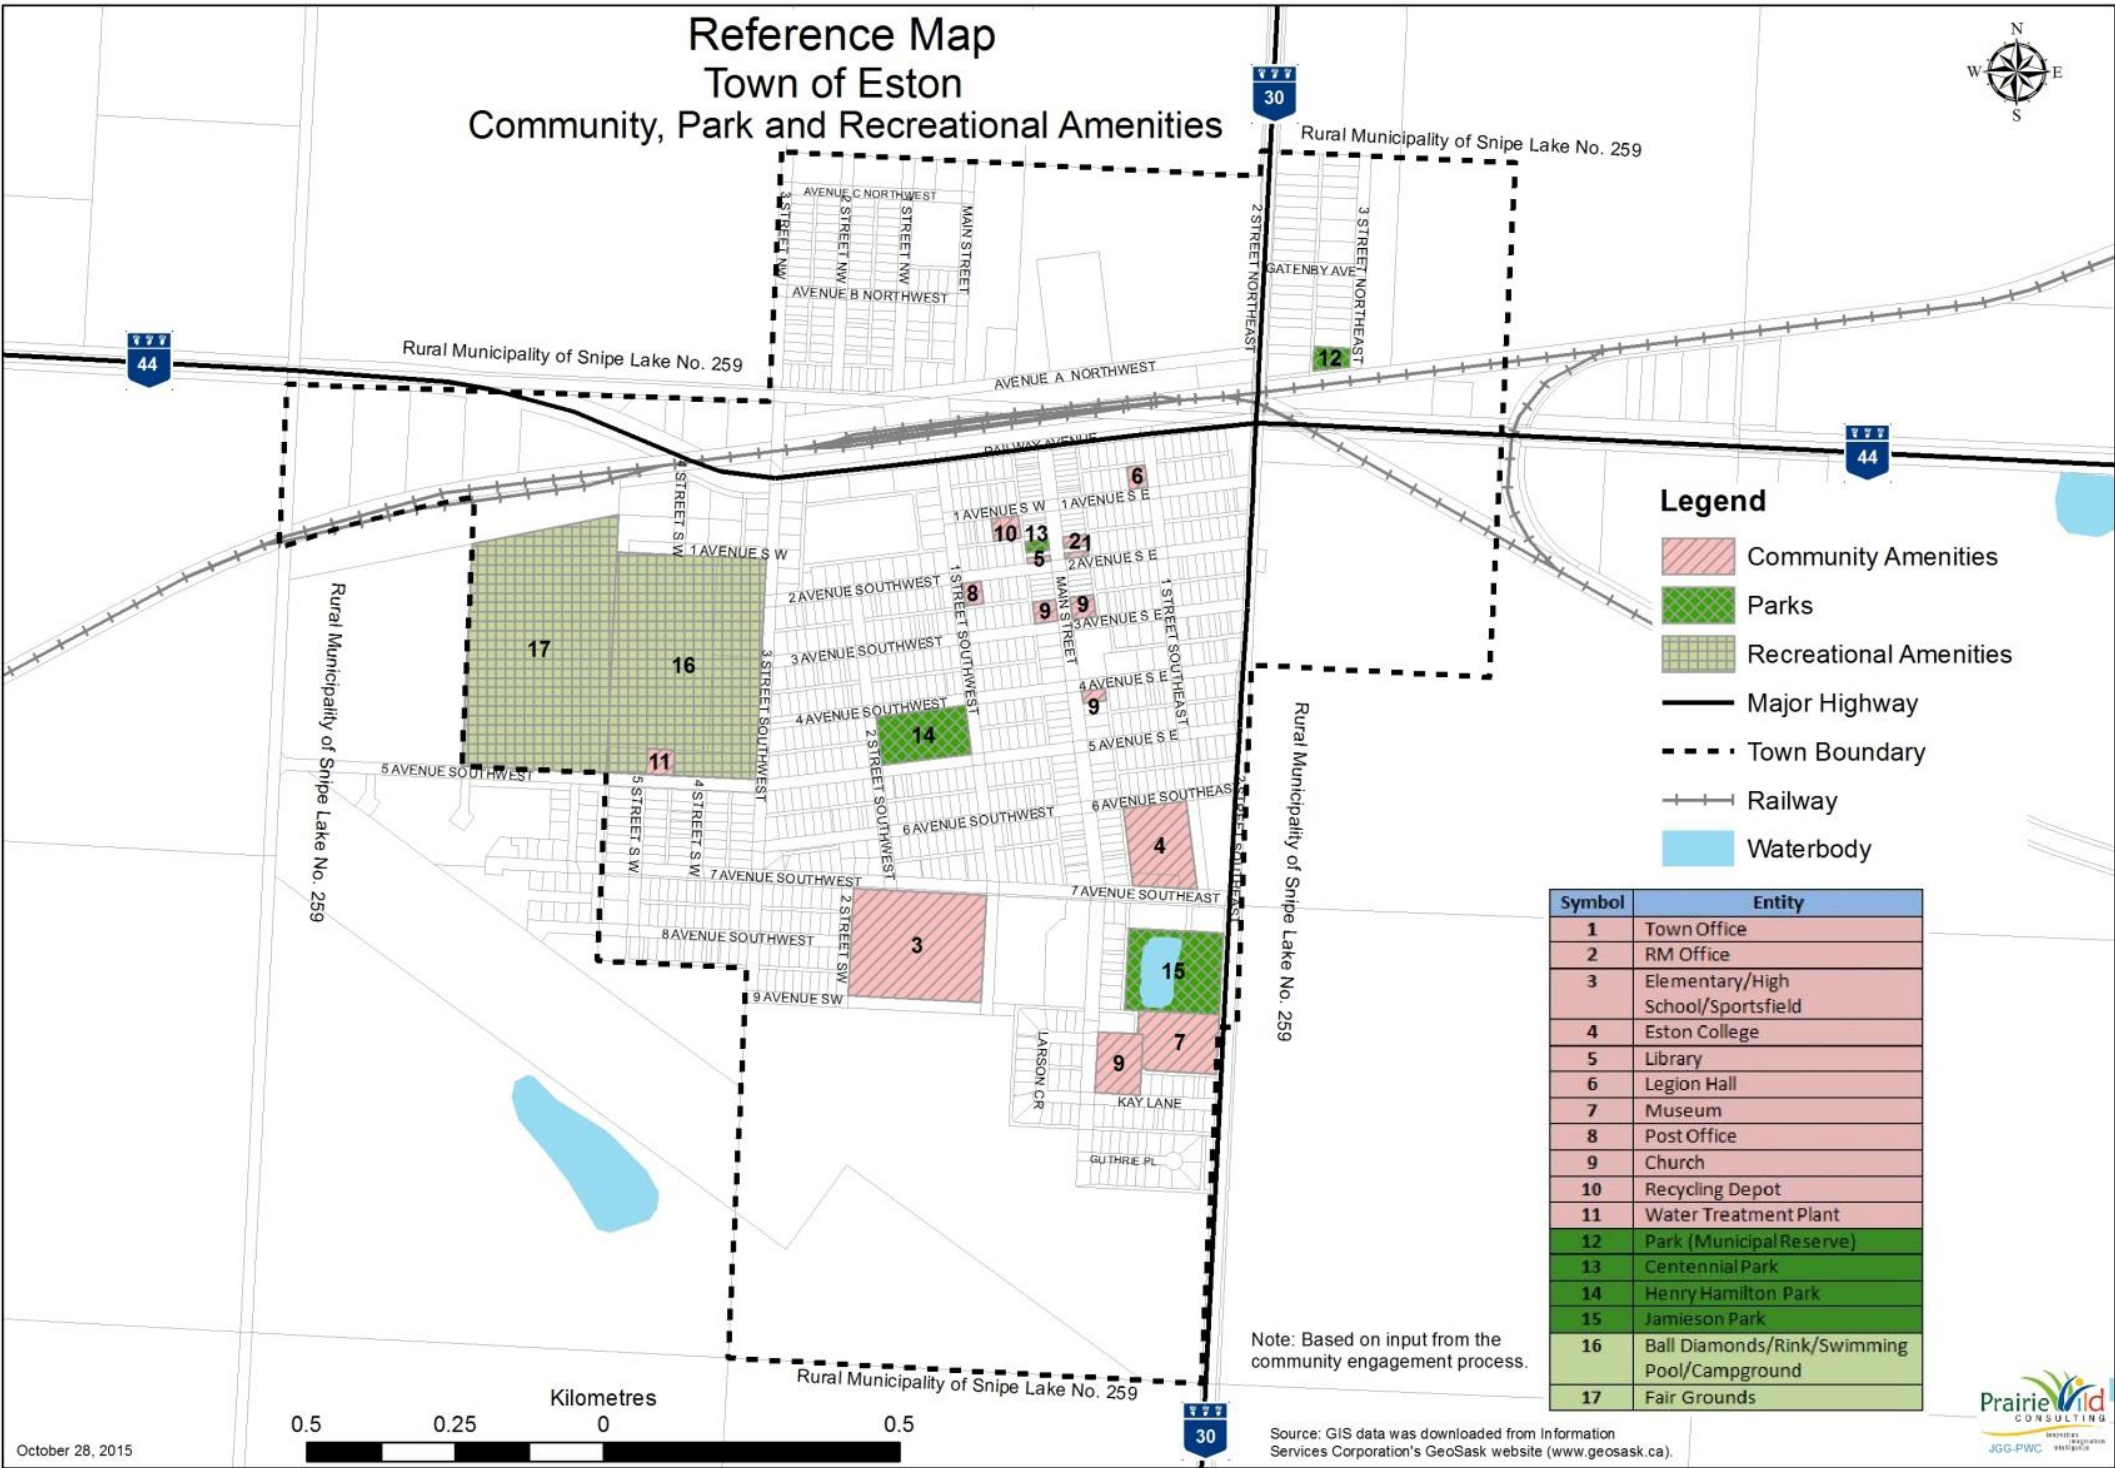 Reference Map
Town of Eston
Community, Park and Recreational Amenities
N
W
E
S
30
Rural Municipality of Snipe Lake No. 259
AVENUE C NORTHWEST
3 STREET NW
2 STREET NW
1 STREET NW
MAIN STREET
2 STREET NORTHEAST
3 STREET NORTHEAST
GATENBY AVE
AVENUE B NORTHWEST
44
Rural Municipality of Snipe Lake No. 259
12
AVENUE A NORTHWEST
RAILWAY AVENUE
44
4 STREET S W
6
1 AVENUE S W
1 AVENUE S E
10
13
21
5
1 AVENUE S W
2 AVENUE S E
2 AVENUE SOUTHWEST
8
9
9
1 STREET SOUTHWEST
MAIN STREET
1 STREET SOUTHEAST
3 AVENUE S E
17
16
3 AVENUE SOUTHWEST
3 STREET SOUTHWEST
Rural Municipality of Snipe Lake No. 259
4 AVENUE S E
9
4 AVENUE SOUTHWEST
14
2 STREET SOUTHWEST
5 AVENUE S E
11
5 AVENUE SOUTHWEST
5 STREET S W
4 STREET S W
6 AVENUE SOUTHEAS
6 AVENUE SOUTHWEST
2 STREET SOUTHEAST
Rural Municipality of Snipe Lake No. 259
4
7 AVENUE SOUTHWEST
7 AVENUE SOUTHEAST
2 STREET SW
8 AVENUE SOUTHWEST
3
15
9 AVENUE SW
LARSON CR
7
9
KAY LANE
GUTHRIE PL
Rural Municipality of Snipe Lake No. 259
30
Legend
Community Amenities
Parks
Recreational Amenities
Major Highway
Town Boundary
Railway
Waterbody
Symbol Entity
1 Town Office
2 RM Office
3 Elementary/High
School/Sportsfield
4 Eston College
5 Library
6 Legion Hall
7 Museum
8 Post Office
9 Church
10 Recycling Depot
11 Water Treatment Plant
12 Park (Municipal Reserve)
13 Centennial Park
14 Henry Hamilton Park
15 Jamieson Park
16 Ball Diamonds/Rink/Swimming
Pool/Campground
17 Fair Grounds
Note: Based on input from the
community engagement process.
Kilometres
0.5 0.25 0 0.5
October 28, 2015
Source: GIS data was downloaded from Information
Services Corporation's GeoSask website (www.geosask.ca).
PrairieWild
CONSULTING
innovation
imagination
intelligence
JGG-PWC